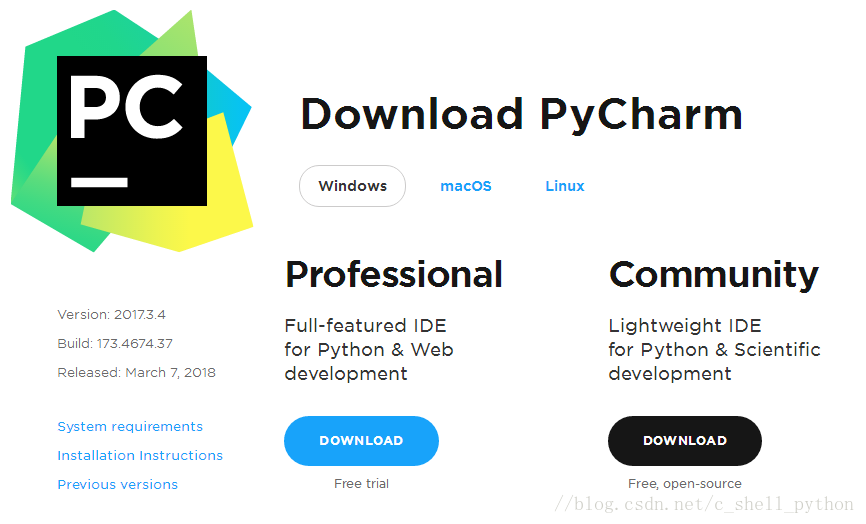 PC
Download PyCharm
Windows
macOS
Linux
Professional
Community
Version: 2017.3.4
Build: 173.4674.37
Released: March 7, 2018
Full-featured IDE
for Python & Web
development
Lightweight IDE
for Python & Scientific
development
System requirements
Installation Instructions
Previous versions
DOWNLOAD
Free trial
DOWNLOAD
Free, open-source
//blog.csdn.net/c_shell_python